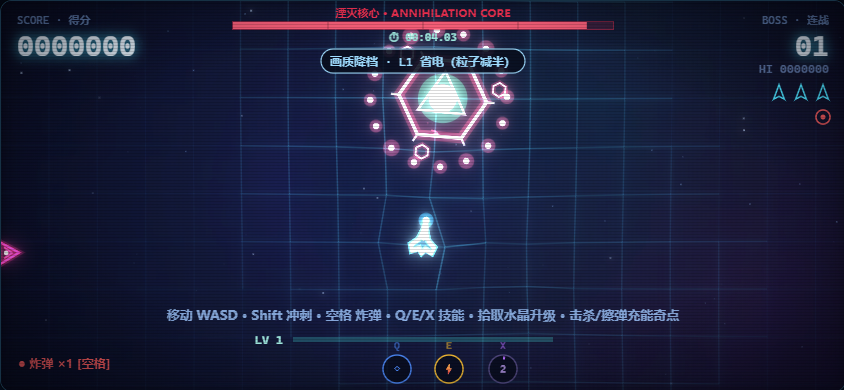 SCORE · 得分
0000000
湮灭核心 · ANNIHILATION CORE
00:04.03
画质降档 · L1 省电 (粒子减半)
BOSS · 连战
01
HI 0000000
移动 WASD • Shift 冲刺 • 空格 炸弹 • Q/E/X 技能 • 拾取水晶升级 • 击杀/擦弹充能奇点
LV 1
Q E X
2
炸弹 ×1 [空格]